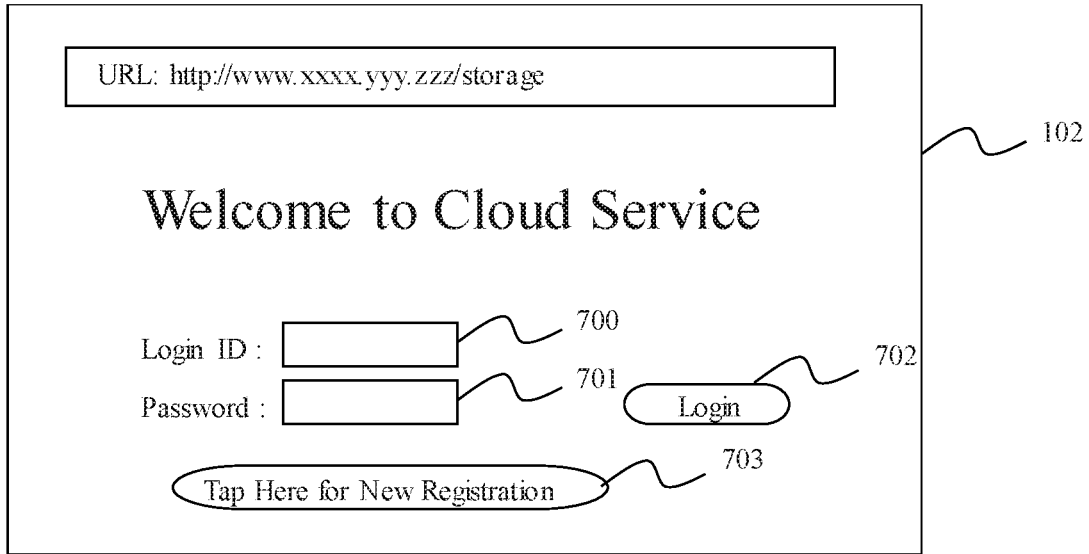 URL: http://www.xxxx.yyy.zzz/storage
102
Welcome to Cloud Service
Login ID : 700
Password : 701
Login 702
Tap Here for New Registration 703